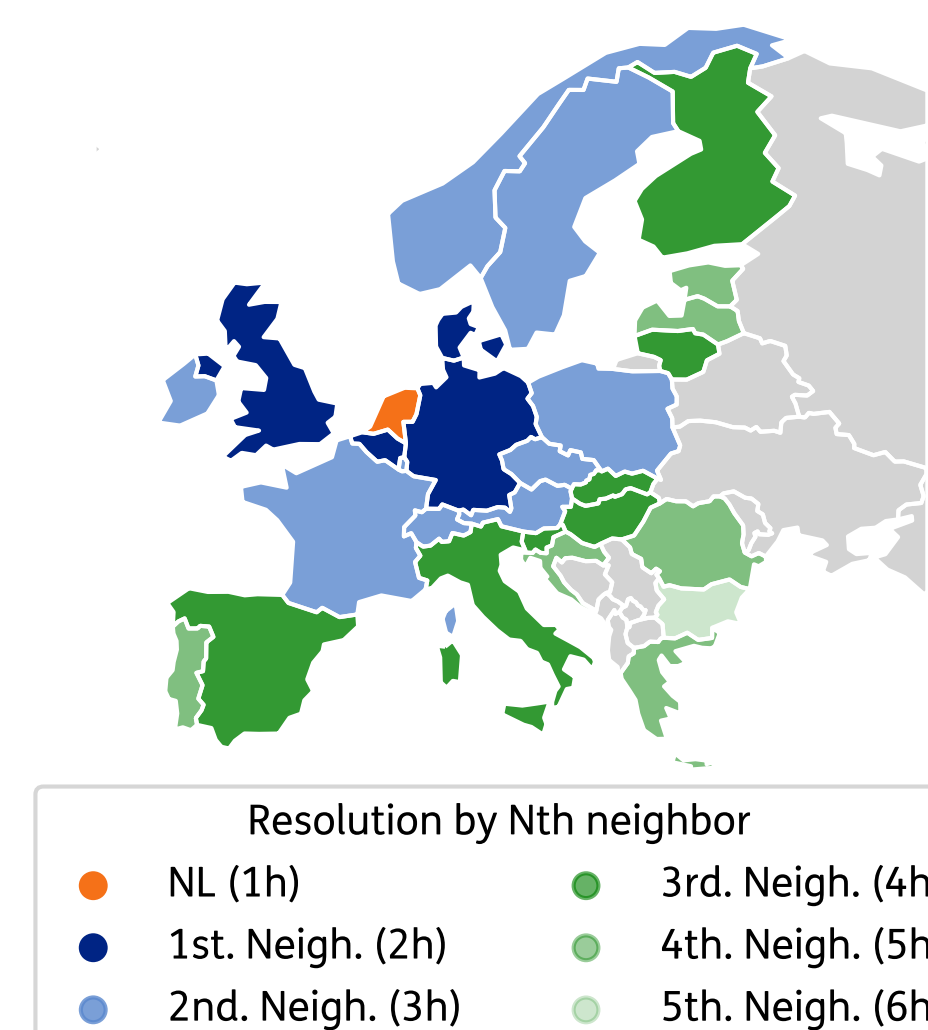 Resolution by Nth neighbor
NL (1h)
1st. Neigh. (2h)
2nd. Neigh. (3h)
3rd. Neigh. (4h
4th. Neigh. (5h
5th. Neigh. (6h